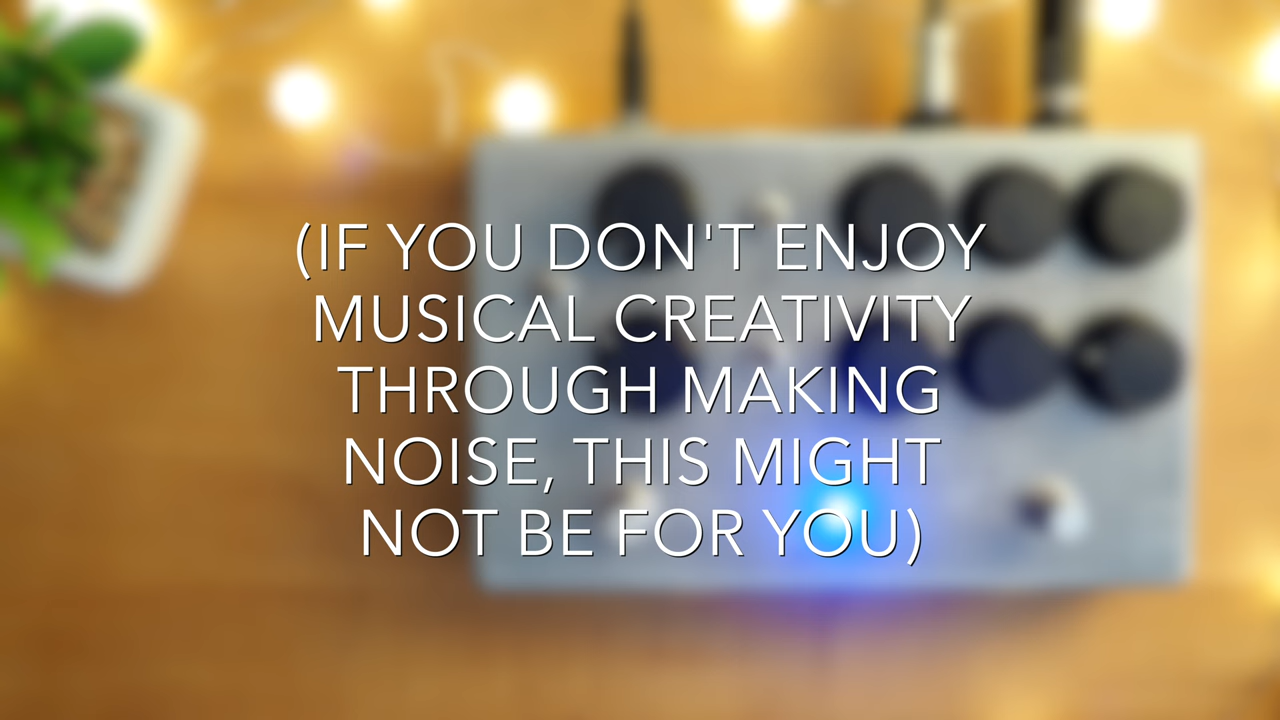 (IF YOU DON'T ENJOY
MUSICAL CREATIVITY
THROUGH MAKING
NOISE, THIS MIGHT
NOT BE FOR YOU)